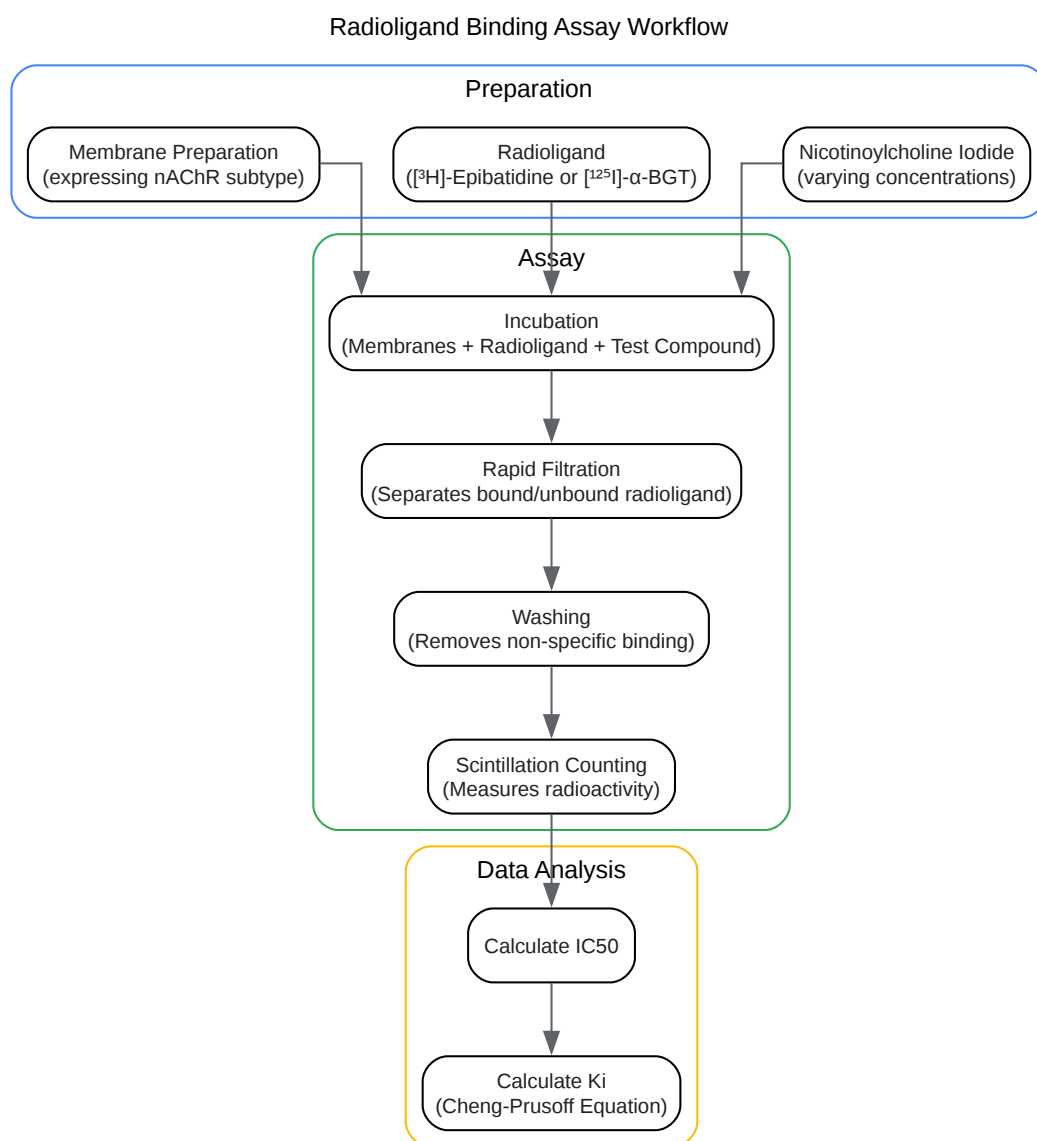 Radioligand Binding Assay Workflow
Preparation
Membrane Preparation
(expressing nAChR subtype)
Radioligand
([³H]-Epibatidine or [¹²⁵I]-α-BGT)
Nicotinoylcholine Iodide
(varying concentrations)
Assay
Incubation
(Membranes + Radioligand + Test Compound)
Rapid Filtration
(Separates bound/unbound radioligand)
Washing
(Removes non-specific binding)
Scintillation Counting
(Measures radioactivity)
Data Analysis
Calculate IC50
Calculate Ki
(Cheng-Prusoff Equation)